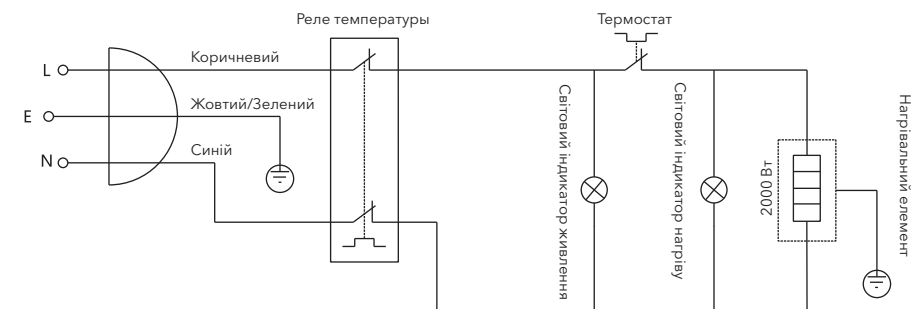 Реле температуры
Термостат
L
Коричневий
E
Жовтий/Зелений
N
Синій
Світовий індикатор живлення
Світовий індикатор нагріву
2000 Вт
Нагрівальний елемент